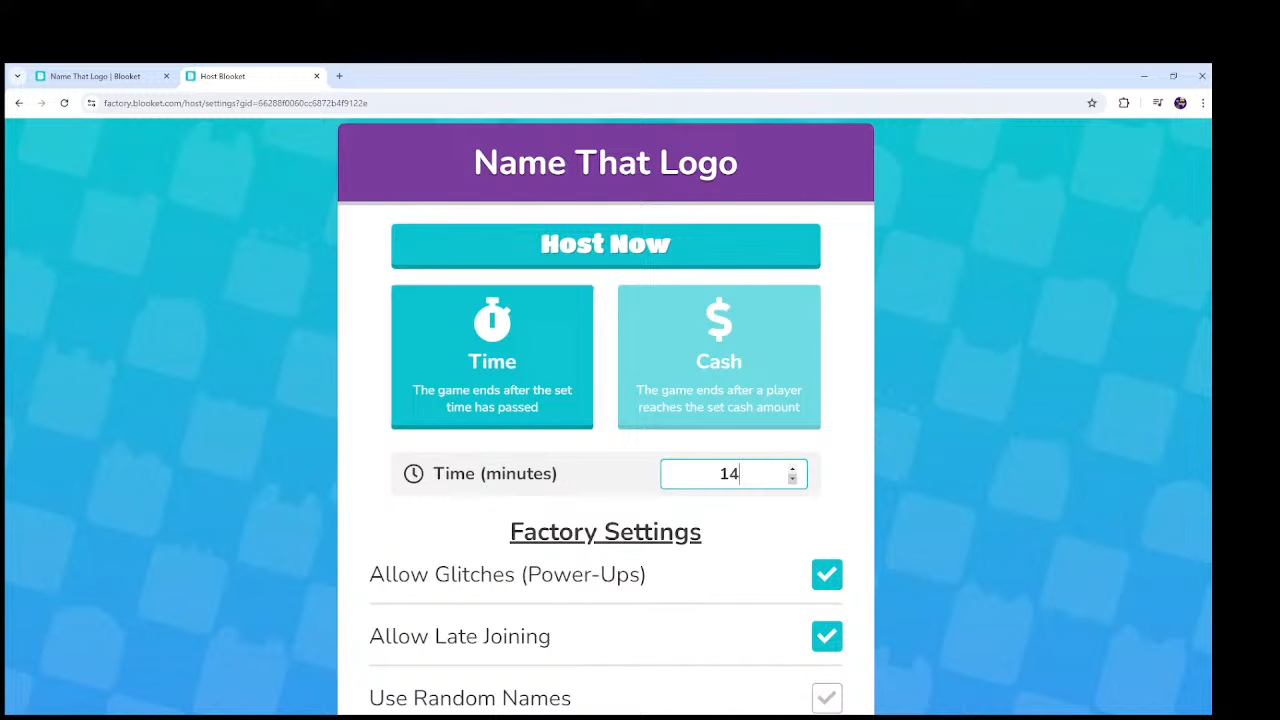 Name That Logo | Blooket
Host Blooket
factory.blooket.com/host/settings?gid=66288f0060cc6872b4f9122e
Name That Logo
Host Now
Time
The game ends after the set
time has passed
Cash
The game ends after a player
reaches the set cash amount
Time (minutes)
14
Factory Settings
Allow Glitches (Power-Ups)
Allow Late Joining
Use Random Names